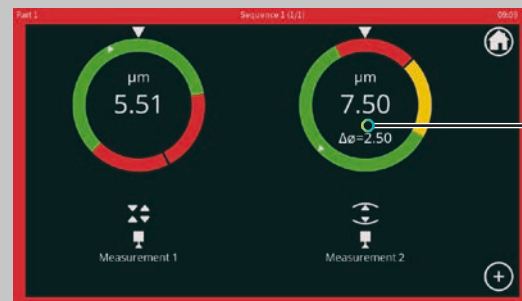 Part 1 Sequence 1 (1/1) 09:09
µm µm
5.51 7.50
Δø=2.50
Measurement 1 Measurement 2